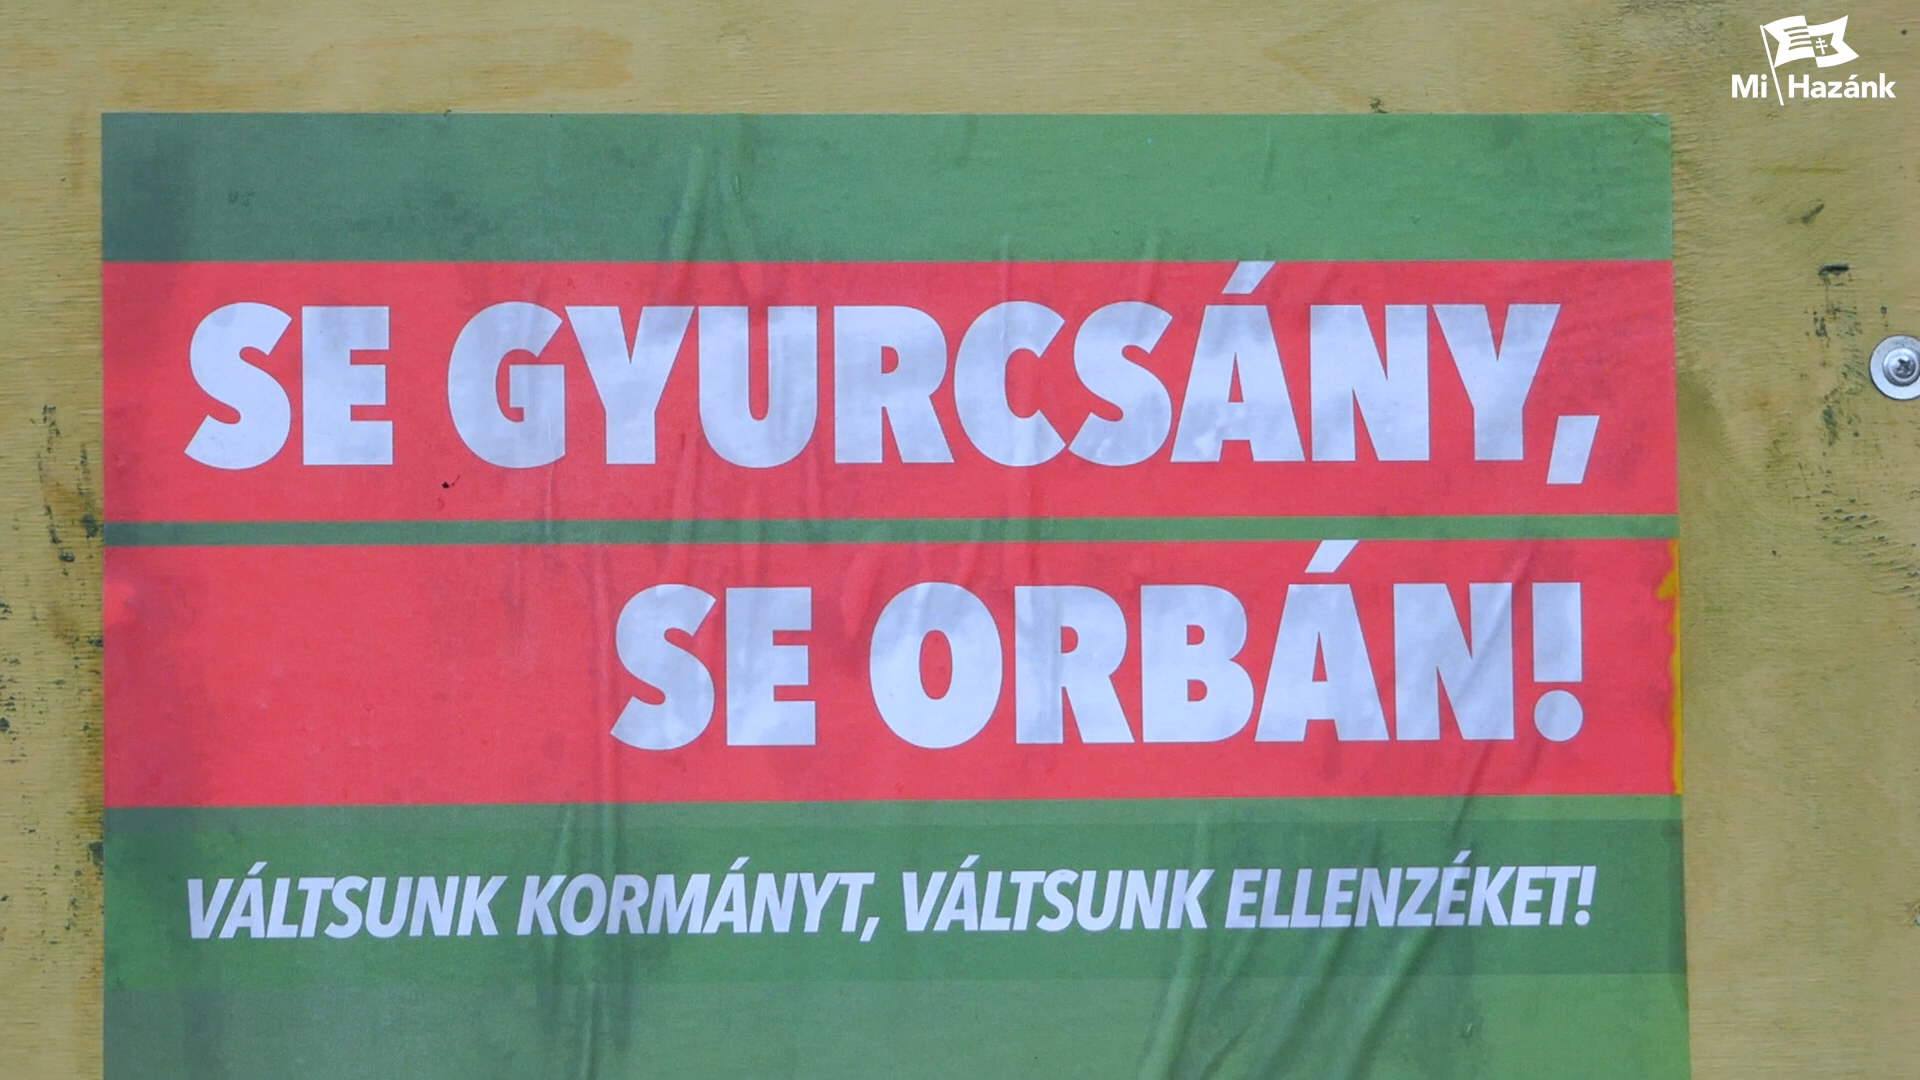 Mi Hazánk
SE GYURCSÁNY,
SE ORBÁN!
VÁLTSUNK KORMÁNYT, VÁLTSUNK ELLENZÉKET!